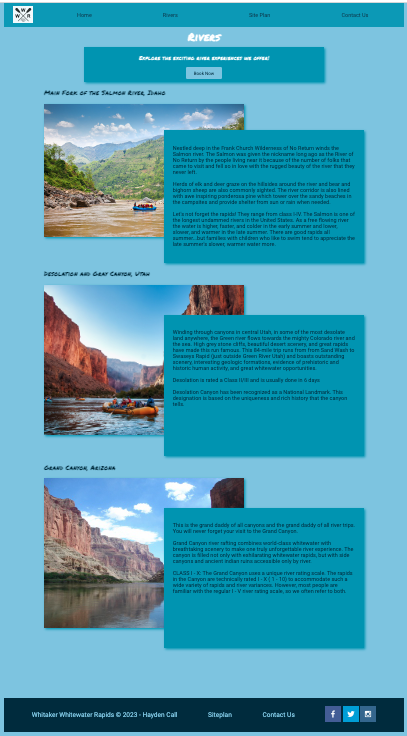 W W R
Home
Rivers
Site Plan
Contact Us
Rivers
Explore the exciting river experiences we offer!
Book Now
Main Fork of the Salmon River, Idaho
Nestled deep in the Frank Church Wilderness of No Return winds the
Salmon river. The Salmon was given the nickname long ago as the River of
No Return by the people living near it because of the number of folks that
came to visit and fell so in love with the rugged beauty of the river that they
never left.
Herds of elk and deer graze on the hillsides around the river and bear and
bighorn sheep are also commonly sighted. The river corridor is also lined
with awe inspiring ponderosa pine which tower over the sandy beaches in
the campsites and provide shelter from sun or rain when needed.
Let's not forget the rapids! They range from class I-IV. The Salmon is one of
the longest undammed rivers in the United States. As a free flowing river
the water is higher, faster, and colder in the early summer and lower,
slower, and warmer in the late summer. There are good rapids all
summer...but families with children who like to swim tend to appreciate the
late summer's slower, warmer water more.
Desolation and Gray Canyon, Utah
Winding through canyons in central Utah, in some of the most desolate
land anywhere, the Green river flows towards the mighty Colorado river and
the sea. High grey stone cliffs, beautiful desert scenery, and great rapids
have made this run famous. This 84-mile trip runs from Sand Wash to
Swaseys Rapid (just outside Green River Utah) and boasts outstanding
scenery, interesting geologic formations, evidence of prehistoric and
historic human activity, and great whitewater opportunities.
Desolation is rated a Class II/III and is usually done in 6 days
Desolation Canyon has been recognized as a National Landmark. This
designation is based on the uniqueness and rich history that the canyon
tells.
Grand Canyon, Arizona
This is the grand daddy of all canyons and the grand daddy of all river trips.
You will never forget your visit to the Grand Canyon.
Grand Canyon river rafting combines world-class whitewater with
breathtaking scenery to make one truly unforgettable river experience. The
canyon is filled not only with exhilarating whitewater rapids, but with side
canyons and ancient Indian ruins accessible only by river.
CLASS I - X: The Grand Canyon uses a unique river rating scale. The rapids
in the Canyon are technically rated I - X ( 1 - 10) to accommodate such a
wide variety of rapids and river variances. However, most people are
familiar with the regular I - V river rating scale, so we often refer to both.
Whitaker Whitewater Rapids © 2023 - Hayden Call
Siteplan
Contact Us